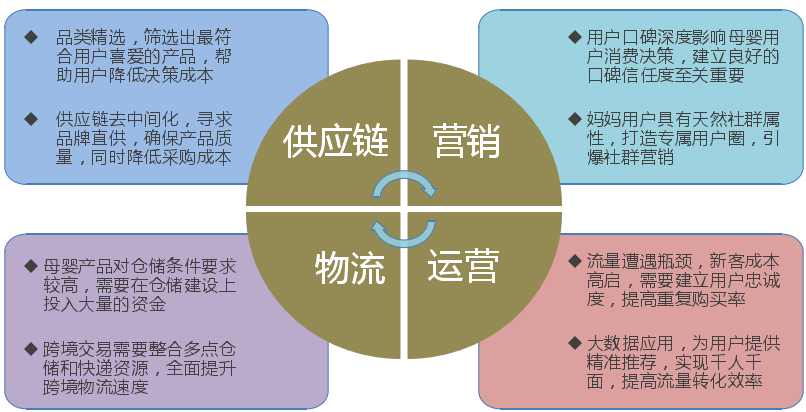 品类精选，筛选出最符
合用户喜爱的产品，帮
助用户降低决策成本
供应链去中间化，寻求
品牌直供，确保产品质
量，同时降低采购成本
用户口碑深度影响母婴用
户消费决策，建立良好的
口碑信任度至关重要
妈妈用户具有天然社群属
性，打造专属用户圈，引
爆社群营销
供应链
营销
物流
运营
母婴产品对仓储条件要求
较高，需要在仓储建设上
投入大量的资金
跨境交易需要整合多点仓
储和快递资源，全面提升
跨境物流速度
流量遭遇瓶颈，新客成本
高启，需要建立用户忠诚
度，提高重复购买率
大数据应用，为用户提供
精准推荐，实现千人千
面，提高流量转化效率